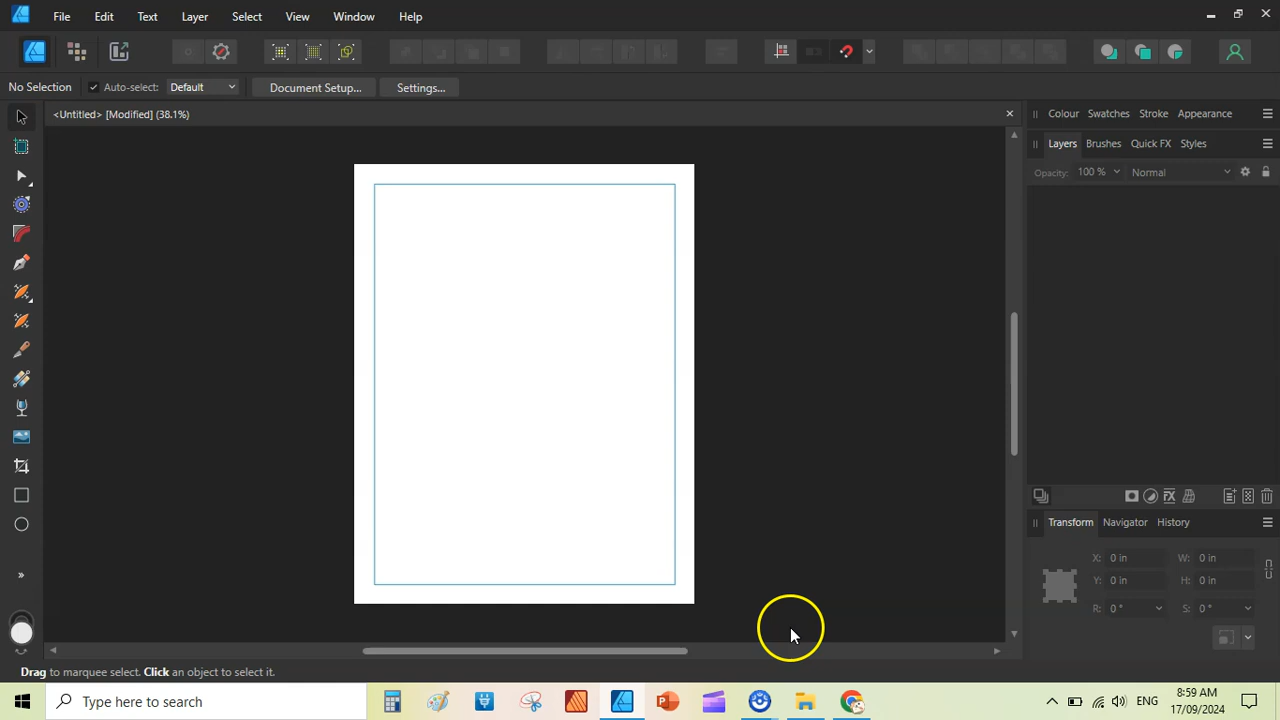 File Edit Text Layer Select View Window Help
No Selection Auto-select: Default Document Setup... Settings...
<Untitled> [Modified] (38.1%)
Colour Swatches Stroke Appearance
Layers Brushes Quick FX Styles
Opacity: 100 % Normal
Transform Navigator History
X: 0 in W: 0 in
Y: 0 in H: 0 in
R: 0 ° S: 0 °
Drag to marquee select. Click an object to select it.
Type here to search
ENG
8:59 AM
17/09/2024